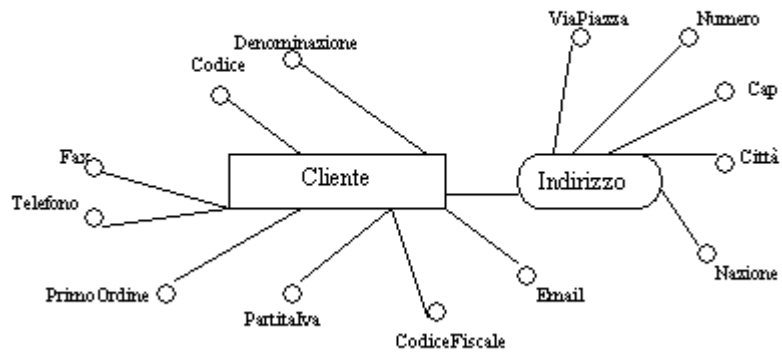 ViaPiazza
Numero
Denominazione
Codice
Cap
Fax
Cliente
Indirizzo
Città
Telefono
Primo Ordine
PartitaIva
Email
Nazione
CodiceFiscale